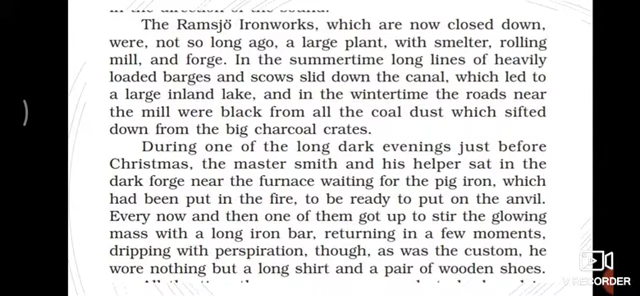 in the direction of the sound.
The Ramsjö Ironworks, which are now closed down,
were, not so long ago, a large plant, with smelter, rolling
mill, and forge. In the summertime long lines of heavily
loaded barges and scows slid down the canal, which led to
a large inland lake, and in the wintertime the roads near
the mill were black from all the coal dust which sifted
down from the big charcoal crates.
During one of the long dark evenings just before
Christmas, the master smith and his helper sat in the
dark forge near the furnace waiting for the pig iron, which
had been put in the fire, to be ready to put on the anvil.
Every now and then one of them got up to stir the glowing
mass with a long iron bar, returning in a few moments,
dripping with perspiration, though, as was the custom, he
wore nothing but a long shirt and a pair of wooden shoes.
V RECORDER